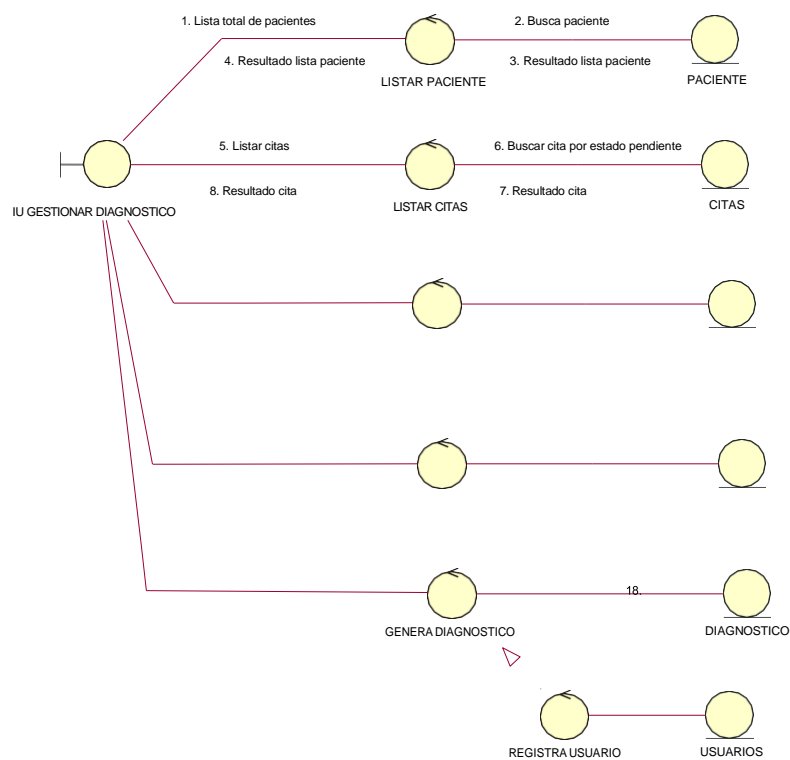 1. Lista total de pacientes
2. Busca paciente
4. Resultado lista paciente
3. Resultado lista paciente
LISTAR PACIENTE
PACIENTE
5. Listar citas
6. Buscar cita por estado pendiente
8. Resultado cita
7. Resultado cita
IU GESTIONAR DIAGNOSTICO
LISTAR CITAS
CITAS
18.
GENERA DIAGNOSTICO
DIAGNOSTICO
REGISTRA USUARIO
USUARIOS